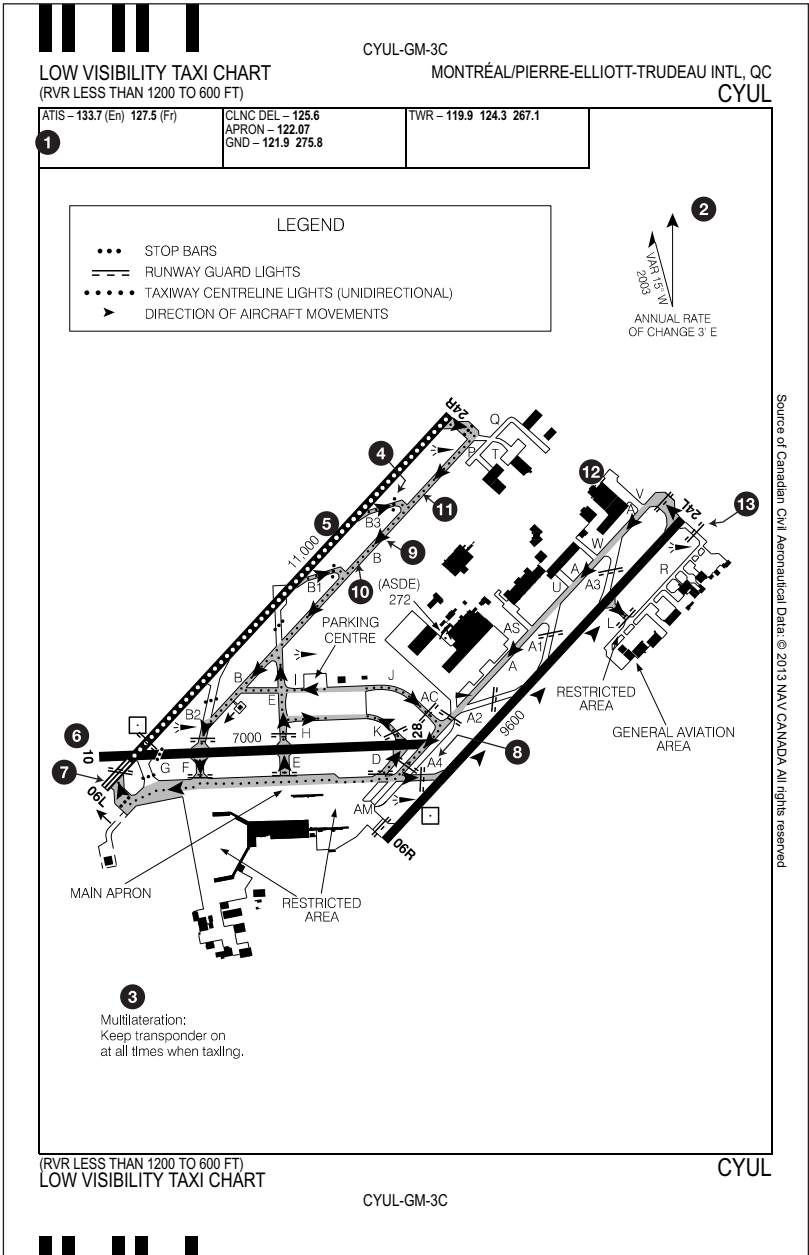 CYUL-GM-3C
LOW VISIBILITY TAXI CHART
(RVR LESS THAN 1200 TO 600 FT)
MONTRÉAL/PIERRE-ELLIOTT-TRUDEAU INTL, QC
CYUL
ATIS – 133.7 (En) 127.5 (Fr)
CLNC DEL – 125.6
APRON – 122.07
GND – 121.9 275.8
TWR – 119.9 124.3 267.1
1
2
LEGEND
STOP BARS
RUNWAY GUARD LIGHTS
TAXIWAY CENTRELINE LIGHTS (UNIDIRECTIONAL)
DIRECTION OF AIRCRAFT MOVEMENTS
VAR 15° W
2003
ANNUAL RATE
OF CHANGE 3' E
24R
Q
P
T
4
12
V
A
24L
13
11
5
B3
W
11,000
B
9
R
10
(ASDE)
272
A
A3
U
B1
L
PARKING
CENTRE
AS
A1
A
RESTRICTED
AREA
GENERAL AVIATION
AREA
B
I
J
E
AC
A2
9600
B2
6
10
7000
H
K
28
8
7
G
F
E
D
A4
06L
AM
06R
MAIN APRON
RESTRICTED
AREA
3
Multilateration:
Keep transponder on
at all times when taxiing.
Source of Canadian Civil Aeronautical Data: © 2013 NAV CANADA All rights reserved
(RVR LESS THAN 1200 TO 600 FT)
LOW VISIBILITY TAXI CHART
CYUL
CYUL-GM-3C